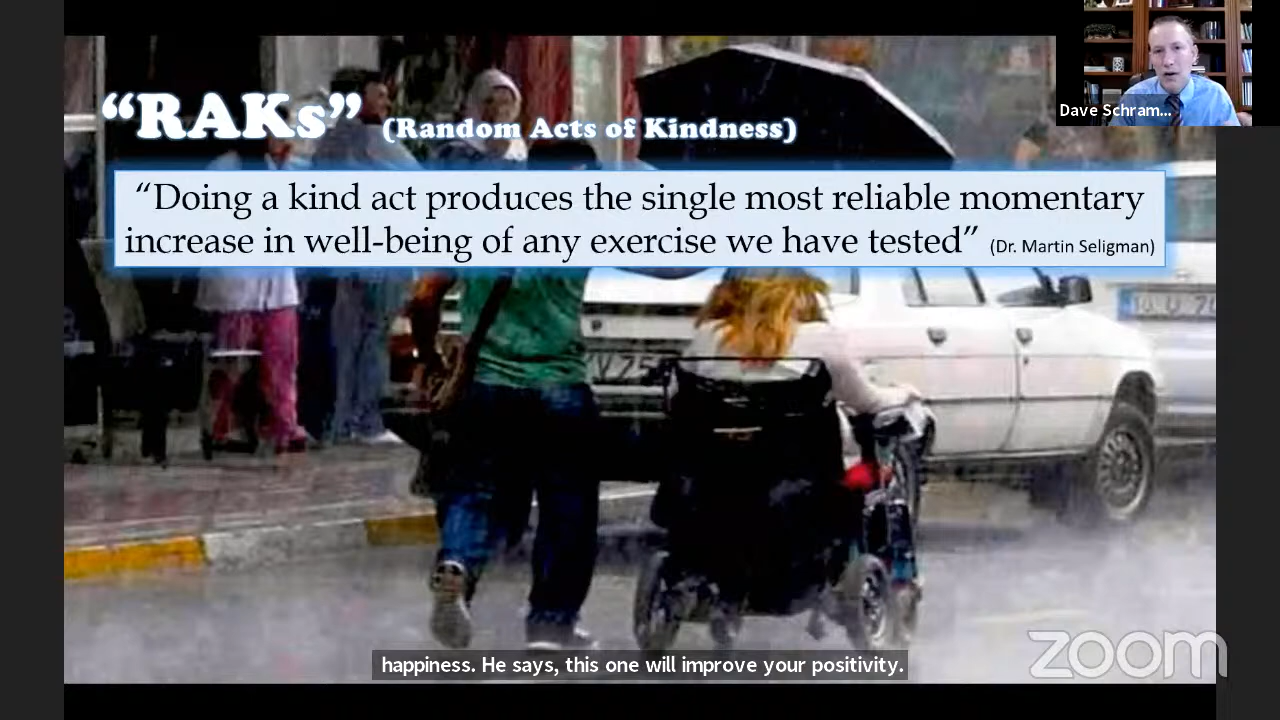 “RAKs” (Random Acts of Kindness)
Dave Schram...
“Doing a kind act produces the single most reliable momentary
increase in well-being of any exercise we have tested” (Dr. Martin Seligman)
happiness. He says, this one will improve your positivity.
zoom